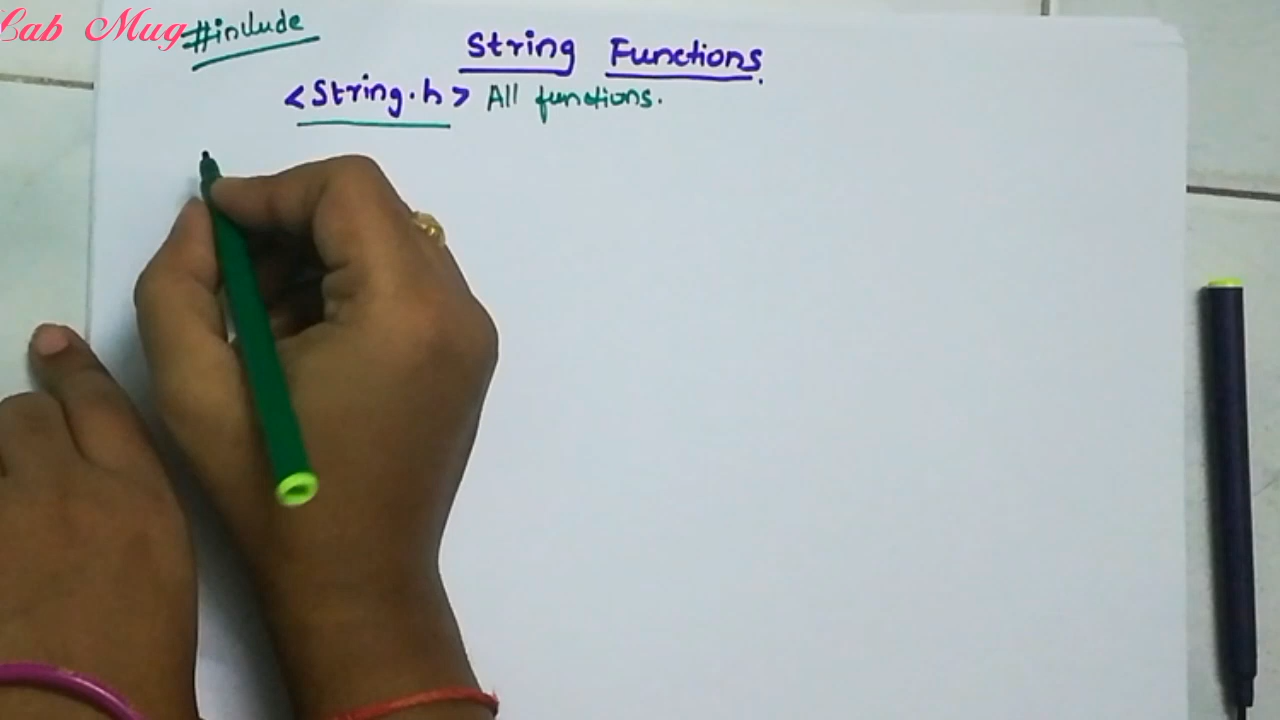 Lab Mug
#include
String Functions.
<String.h> All functions.